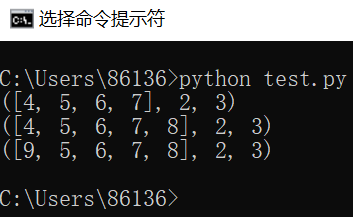 选择命令提示符
C:\Users\86136>python test.py
([4, 5, 6, 7], 2, 3)
([4, 5, 6, 7, 8], 2, 3)
([9, 5, 6, 7, 8], 2, 3)
C:\Users\86136>